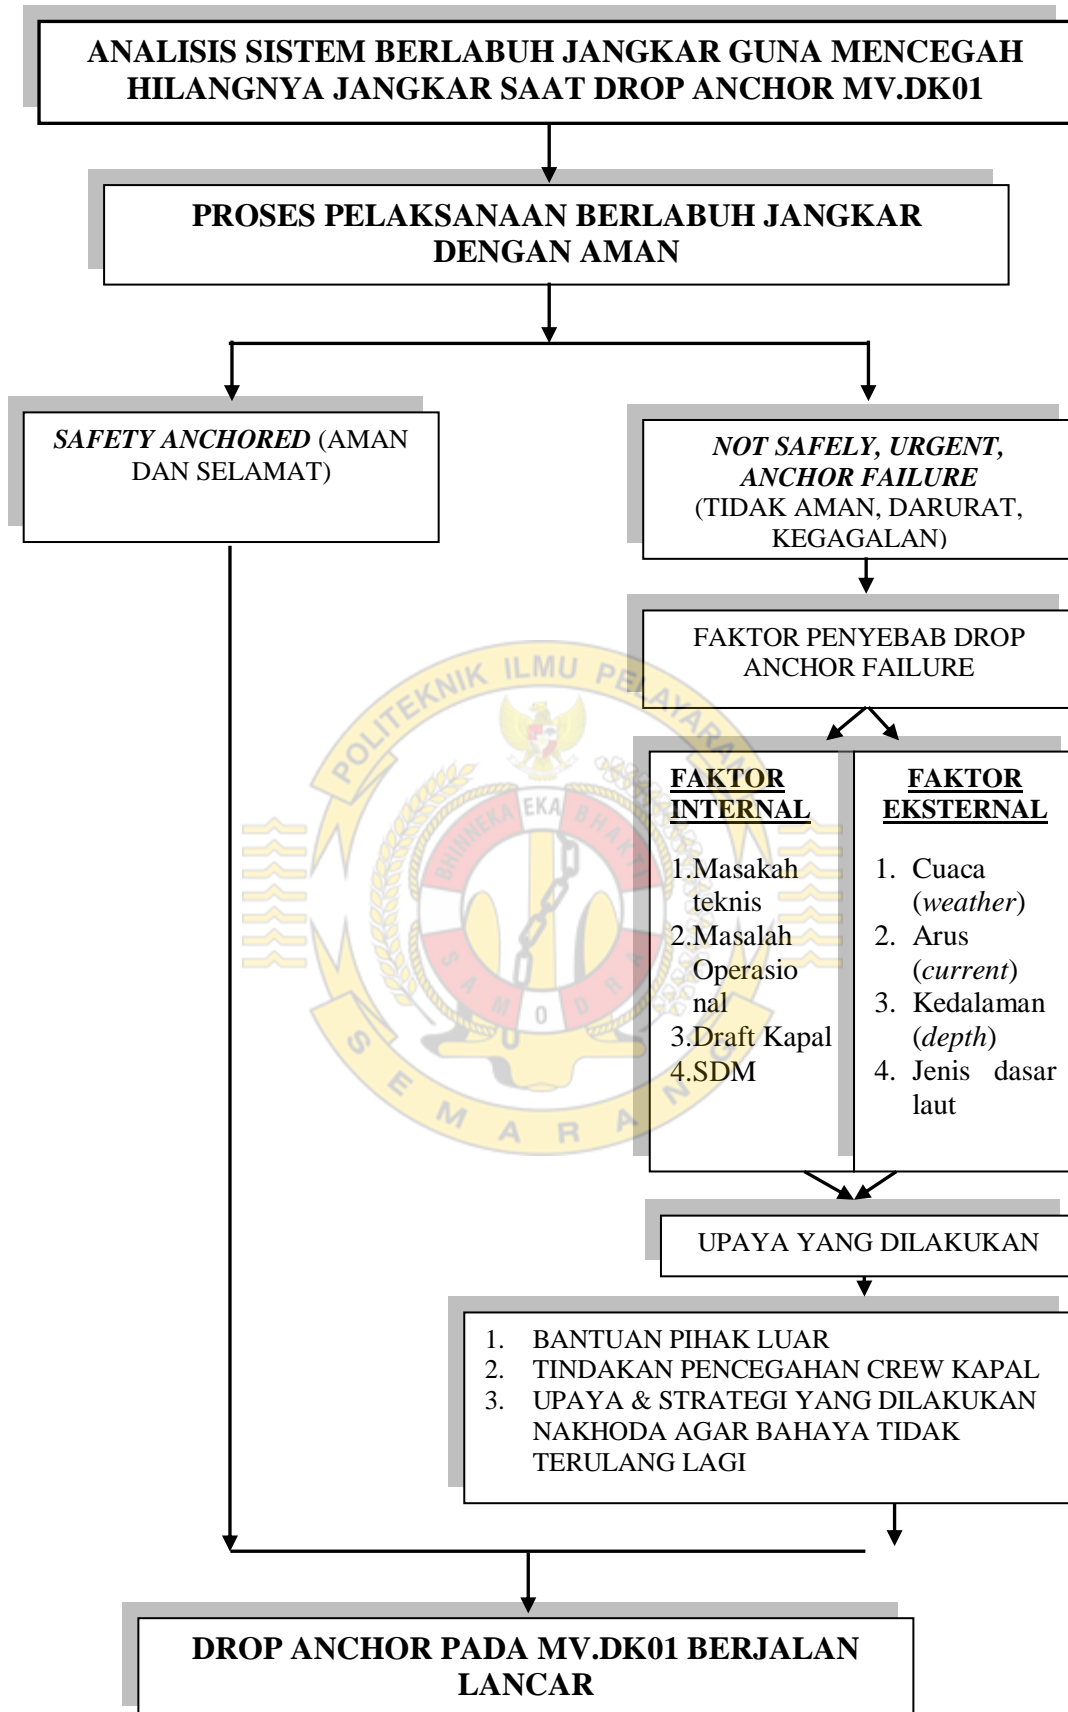 ANALISIS SISTEM BERLABUH JANGKAR GUNA MENCEGAH
HILANGNYA JANGKAR SAAT DROP ANCHOR MV.DK01
PROSES PELAKSANAAN BERLABUH JANGKAR
DENGAN AMAN
SAFETY ANCHORED (AMAN
DAN SELAMAT)
NOT SAFELY, URGENT,
ANCHOR FAILURE
(TIDAK AMAN, DARURAT,
KEGAGALAN)
FAKTOR PENYEBAB DROP
ANCHOR FAILURE
FAKTOR
INTERNAL
1.Masakah
teknis
2.Masalah
Operasio
nal
3.Draft Kapal
4.SDM
FAKTOR
EKSTERNAL
1. Cuaca
(weather)
2. Arus
(current)
3. Kedalaman
(depth)
4. Jenis dasar
laut
UPAYA YANG DILAKUKAN
1. BANTUAN PIHAK LUAR
2. TINDAKAN PENCEGAHAN CREW KAPAL
3. UPAYA & STRATEGI YANG DILAKUKAN
NAKHODA AGAR BAHAYA TIDAK
TERULANG LAGI
DROP ANCHOR PADA MV.DK01 BERJALAN
LANCAR
POLITEKNIK ILMU PELAYARAN
BHINNEKA EKA BHAKTI
SAMODRA
SEMARANG